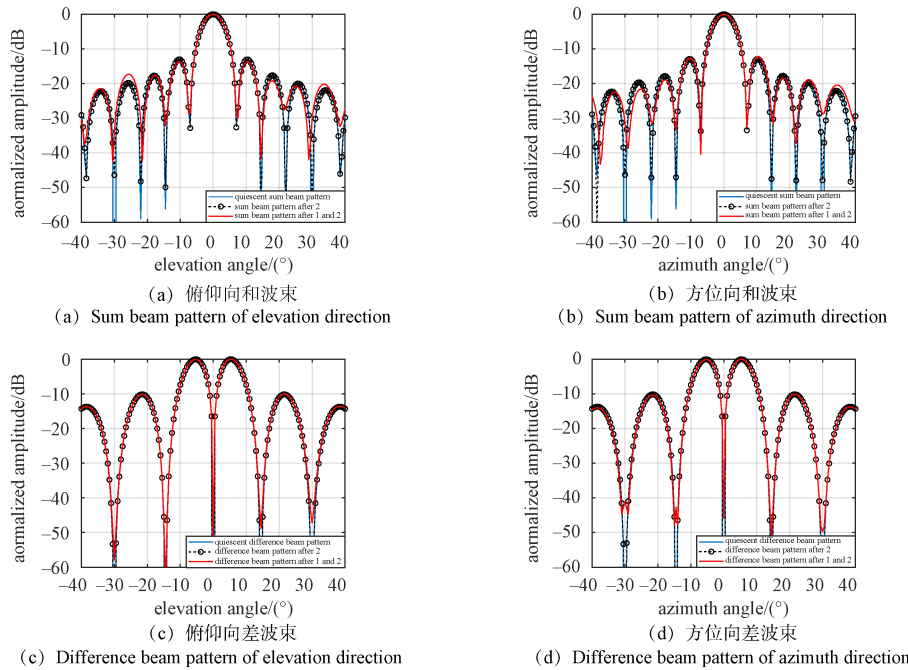 0
−10
−20
−30
−40
−50
−60
aormalized amplitude/dB
quiescent sum beam pattern
sum beam pattern after 2
sum beam pattern after 1 and 2
−40 −30 −20 −10 0 10 20 30 40
elevation angle/(°)
(a) 俯仰向和波束
(a) Sum beam pattern of elevation direction
0
−10
−20
−30
−40
−50
−60
aormalized amplitude/dB
quiescent sum beam pattern
sum beam pattern after 2
sum beam pattern after 1 and 2
−40 −30 −20 −10 0 10 20 30 40
azimuth angle/(°)
(b) 方位向和波束
(b) Sum beam pattern of azimuth direction
0
−10
−20
−30
−40
−50
−60
aormalized amplitude/dB
quiescent difference beam pattern
difference beam pattern after 2
difference beam pattern after 1 and 2
−40 −30 −20 −10 0 10 20 30 40
elevation angle/(°)
(c) 俯仰向差波束
(c) Difference beam pattern of elevation direction
0
−10
−20
−30
−40
−50
−60
aormalized amplitude/dB
quiescent difference beam pattern
difference beam pattern after 2
difference beam pattern after 1 and 2
−40 −30 −20 −10 0 10 20 30 40
azimuth angle/(°)
(d) 方位向差波束
(d) Difference beam pattern of azimuth direction